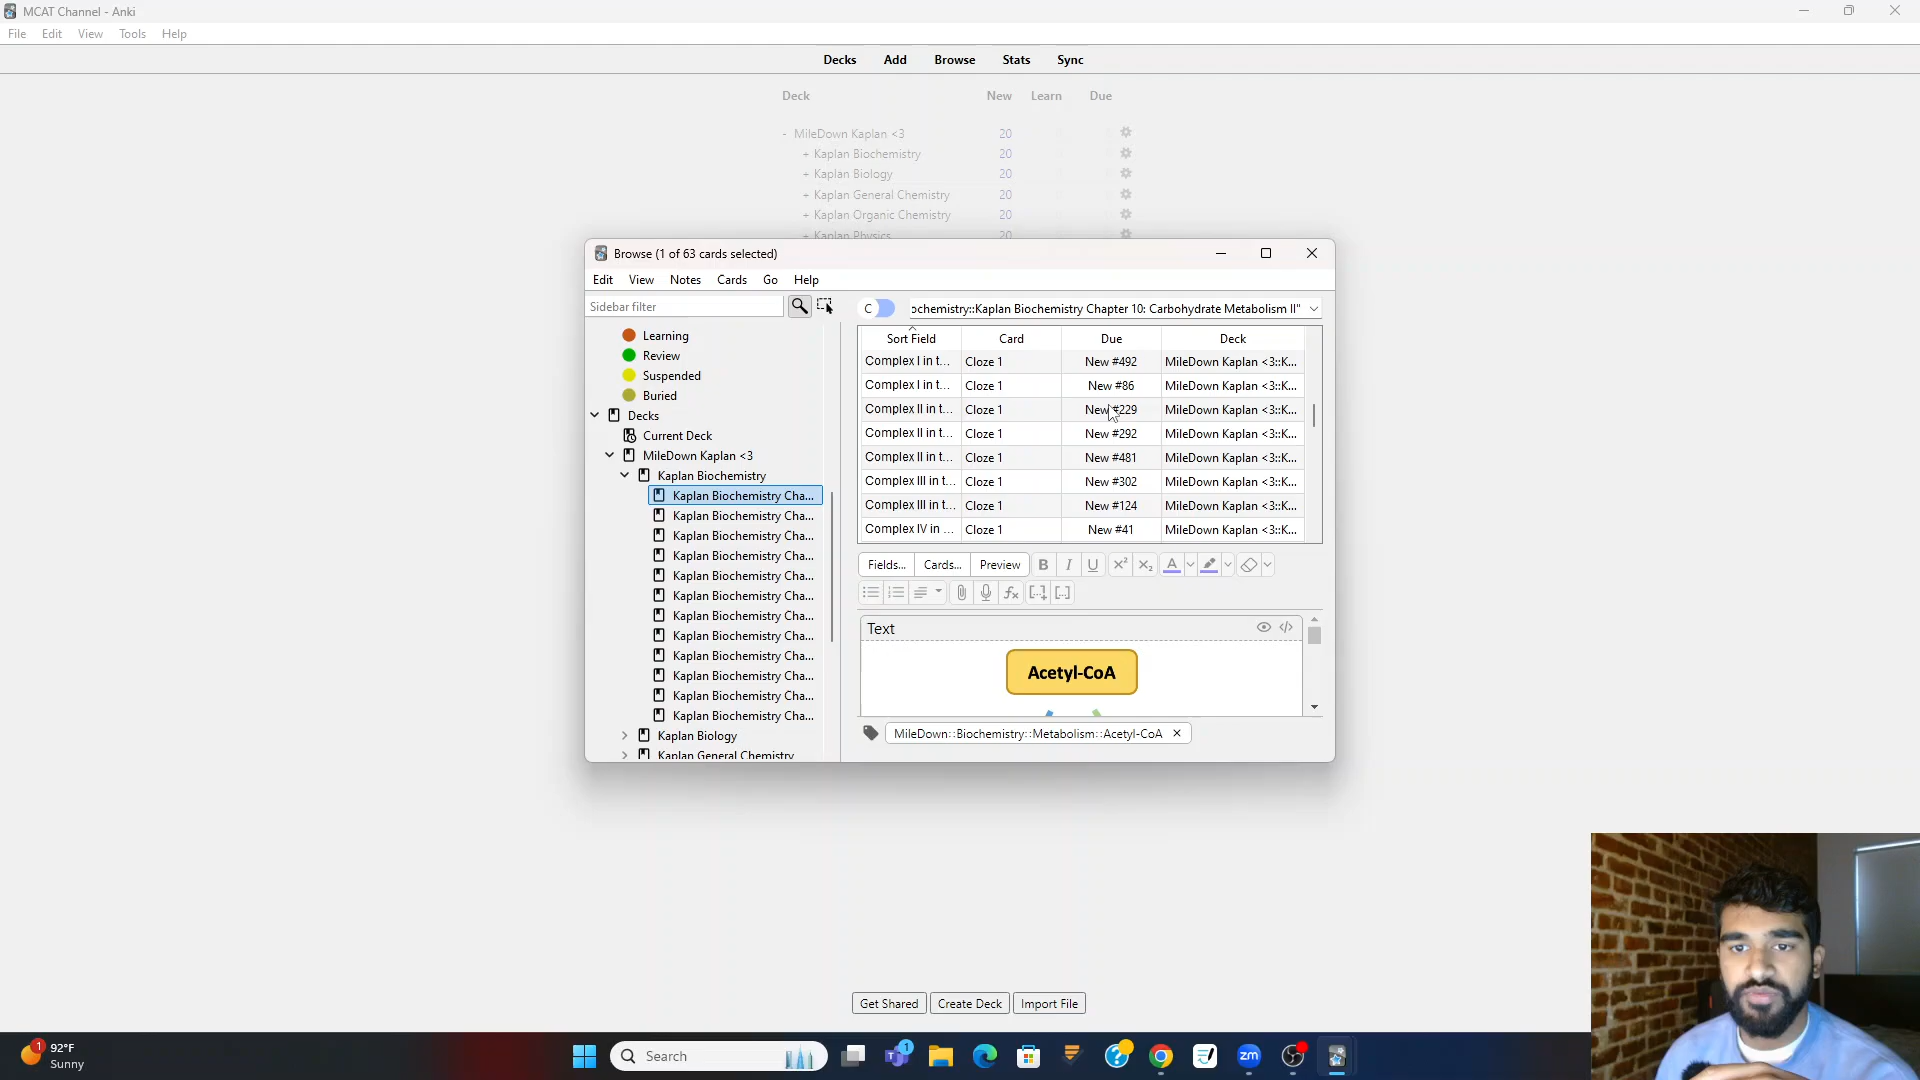 MCAT Channel - Anki
File Edit View Tools Help
Decks Add Browse Stats Sync
Deck New Learn Due
- MileDown Kaplan <3 20
+ Kaplan Biochemistry 20
+ Kaplan Biology 20
+ Kaplan General Chemistry 20
+ Kaplan Organic Chemistry 20
+ Kaplan Physics 20
Browse (1 of 63 cards selected)
Edit View Notes Cards Go Help
Sidebar filter
C ochemistry::Kaplan Biochemistry Chapter 10: Carbohydrate Metabolism II"
Learning
Review
Suspended
Buried
Decks
Current Deck
MileDown Kaplan <3
Kaplan Biochemistry
Kaplan Biochemistry Cha...
Kaplan Biochemistry Cha...
Kaplan Biochemistry Cha...
Kaplan Biochemistry Cha...
Kaplan Biochemistry Cha...
Kaplan Biochemistry Cha...
Kaplan Biochemistry Cha...
Kaplan Biochemistry Cha...
Kaplan Biochemistry Cha...
Kaplan Biochemistry Cha...
Kaplan Biochemistry Cha...
Kaplan Biochemistry Cha...
Kaplan Biology
Kaplan General Chemistry
Sort Field Card Due Deck
Complex I in t... Cloze 1 New #492 MileDown Kaplan <3::K...
Complex I in t... Cloze 1 New #86 MileDown Kaplan <3::K...
Complex II in t... Cloze 1 New #229 MileDown Kaplan <3::K...
Complex II in t... Cloze 1 New #292 MileDown Kaplan <3::K...
Complex II in t... Cloze 1 New #481 MileDown Kaplan <3::K...
Complex III in t... Cloze 1 New #302 MileDown Kaplan <3::K...
Complex III in t... Cloze 1 New #124 MileDown Kaplan <3::K...
Complex IV in ... Cloze 1 New #41 MileDown Kaplan <3::K...
Fields... Cards... Preview B I U X² X₂ A
fx [...]+ [...]
Text
Acetyl-CoA
MileDown::Biochemistry::Metabolism::Acetyl-CoA
Get Shared Create Deck Import File
1 92°F
Sunny
Search
1
zm